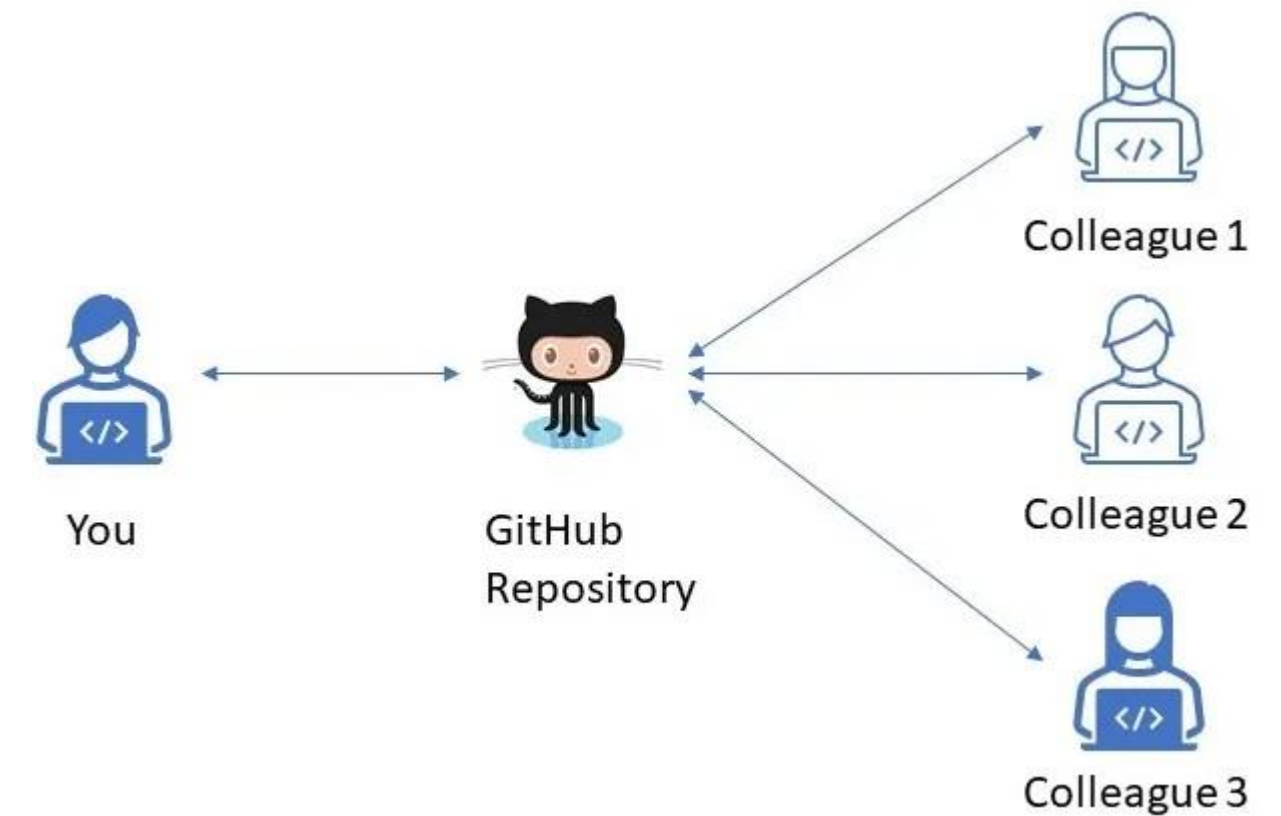 </>
Colleague 1
</>
You
</>
GitHub
Repository
</>
Colleague 2
</>
Colleague 3